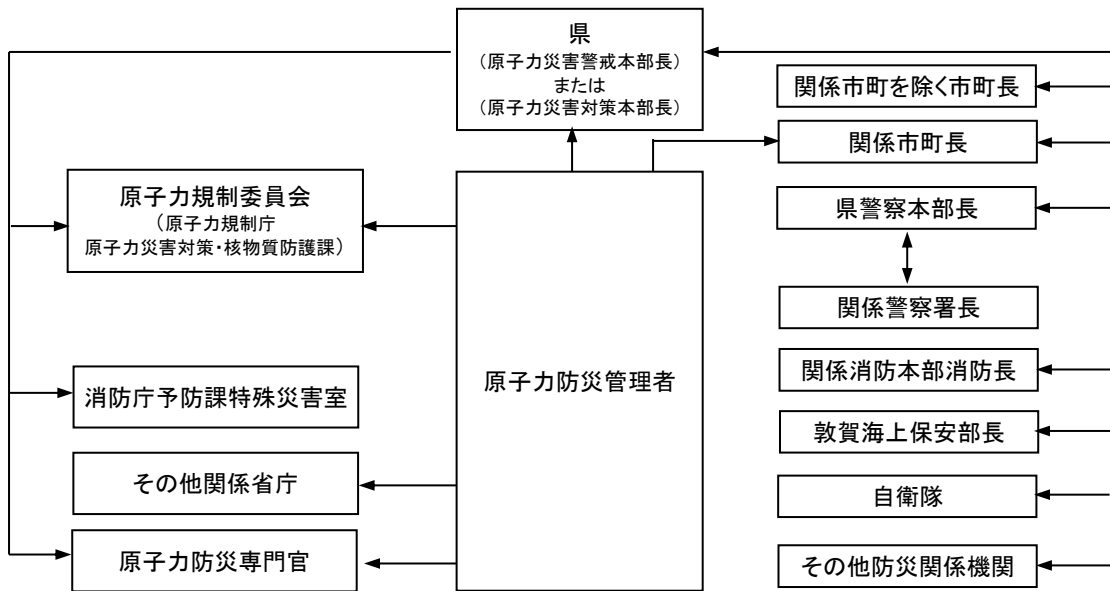 県
（原子力災害警戒本部長）
または
（原子力災害対策本部長）
関係市町を除く市町長
関係市町長
原子力規制委員会
（原子力規制庁
原子力災害対策・核物質防護課）
県警察本部長
関係警察署長
原子力防災管理者
関係消防本部消防長
消防庁予防課特殊災害室
敦賀海上保安部長
その他関係省庁
自衛隊
原子力防災専門官
その他防災関係機関